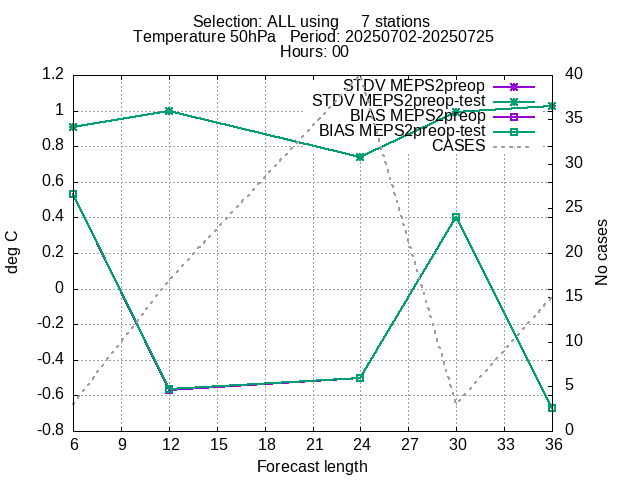 Selection: ALL using 7 stations
Temperature 50hPa Period: 20250702-20250725
Hours: 00
STDV MEPS2preop
STDV MEPS2preop-test
BIAS MEPS2preop
BIAS MEPS2preop-test
CASES
1.2
1
0.8
0.6
0.4
0.2
0
-0.2
-0.4
-0.6
-0.8
deg C
40
35
30
25
20
15
10
5
0
No cases
6 9 12 15 18 21 24 27 30 33 36
Forecast length